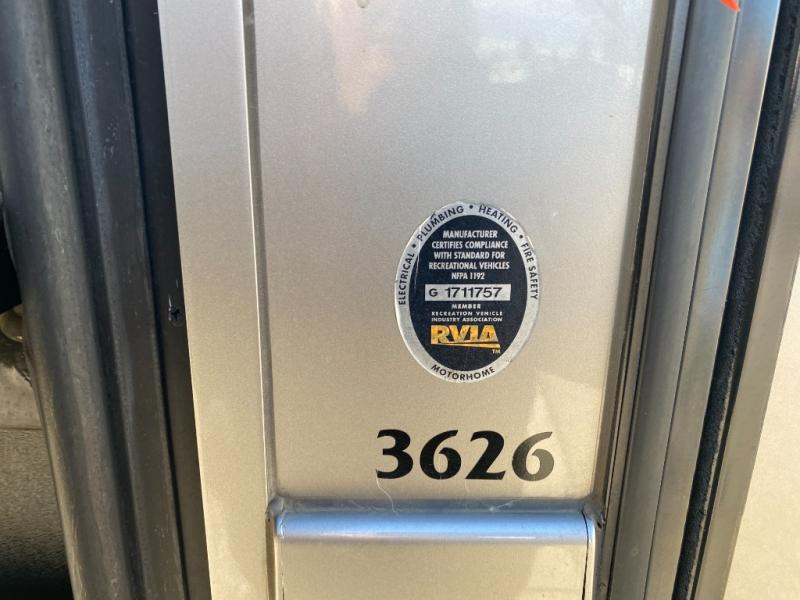 ELECTRICAL • PLUMBING • HEATING • FIRE SAFETY
MANUFACTURER
CERTIFIES COMPLIANCE
WITH STANDARD FOR
RECREATIONAL VEHICLES
NFPA 1192
G 1711757
MEMBER
RECREATION VEHICLE
INDUSTRY ASSOCIATION
RVIA TM
MOTORHOME
3626